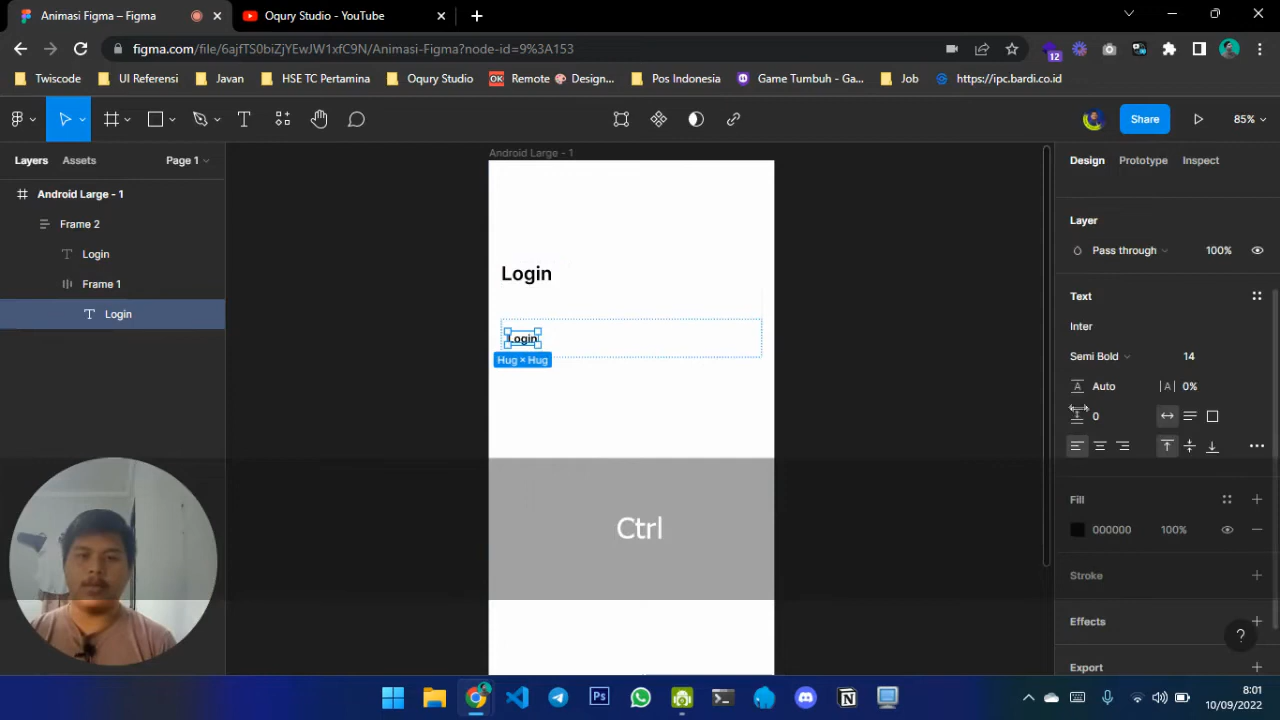 Animasi Figma - Figma
Oqury Studio - YouTube
figma.com/file/6ajfTS0biZjYEwJW1xfC9N/Animasi-Figma?node-id=9%3A153
12
Twiscode
UI Referensi
Javan
HSE TC Pertamina
Oqury Studio
OK Remote 🎨 Design...
Pos Indonesia
Game Tumbuh - Ga...
Job
https://ipc.bardi.co.id
Share
85%
Layers
Assets
Page 1
Android Large - 1
Frame 2
Login
Frame 1
Login
Android Large - 1
Login
Login
Hug × Hug
Ctrl
Design
Prototype
Inspect
Layer
Pass through
100%
Text
Inter
Semi Bold
14
Auto
0%
0
Fill
000000
100%
Stroke
Effects
Export
?
8:01
10/09/2022